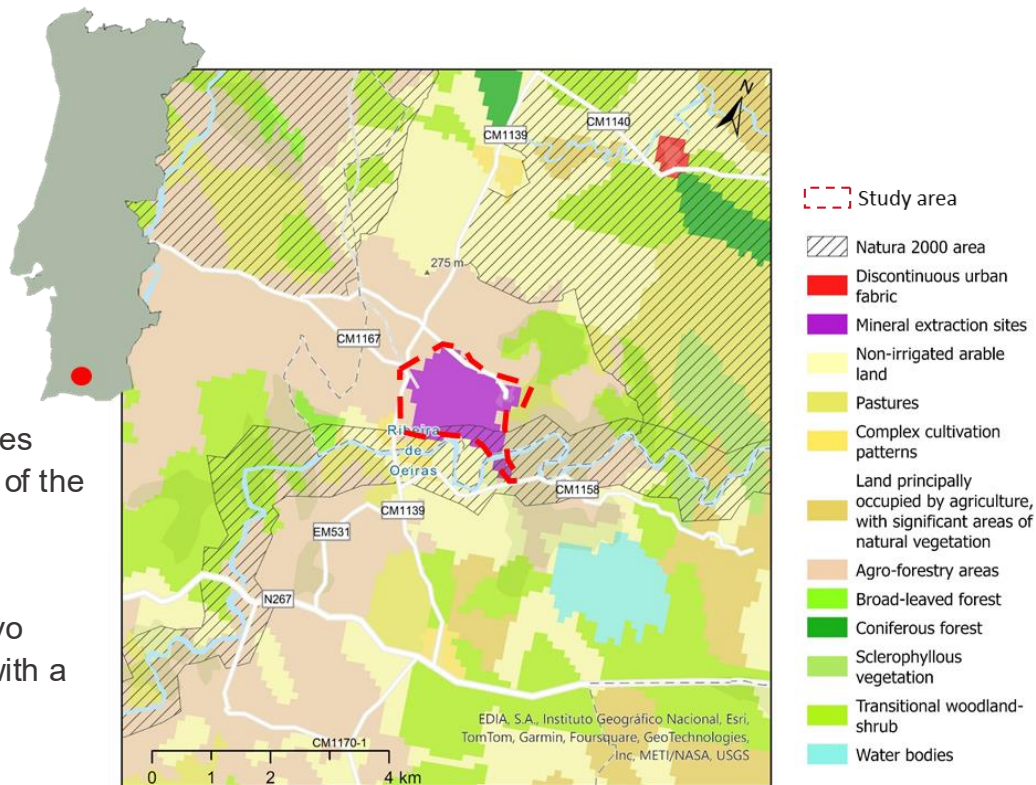 N
CM1140
CM1139
275 m
CM1167
Ribeira
de
Oeiras
CM1158
CM1139
EM531
N267
CM1170-1
EDIA, S.A., Instituto Geográfico Nacional, Esri,
TomTom, Garmin, Foursquare, GeoTechnologies,
Inc, METI/NASA, USGS
0 1 2 4 km
es
of the
vo
with a
Study area
Natura 2000 area
Discontinuous urban
fabric
Mineral extraction sites
Non-irrigated arable
land
Pastures
Complex cultivation
patterns
Land principally
occupied by agriculture,
with significant areas of
natural vegetation
Agro-forestry areas
Broad-leaved forest
Coniferous forest
Sclerophyllous
vegetation
Transitional woodland-
shrub
Water bodies